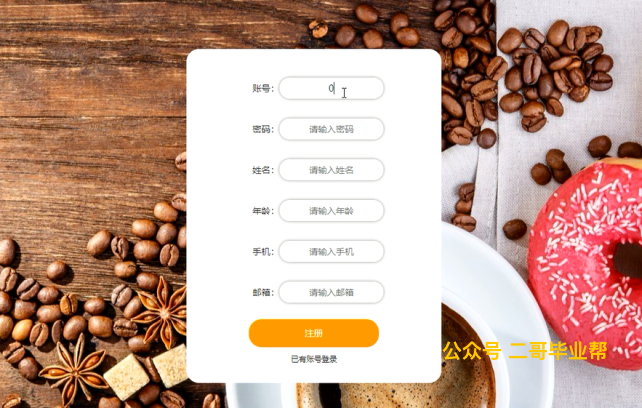 账号： 0
密码： 请输入密码
姓名： 请输入姓名
年龄： 请输入年龄
手机： 请输入手机
邮箱： 请输入邮箱
注册
公众号 二哥毕业帮
已有账号登录